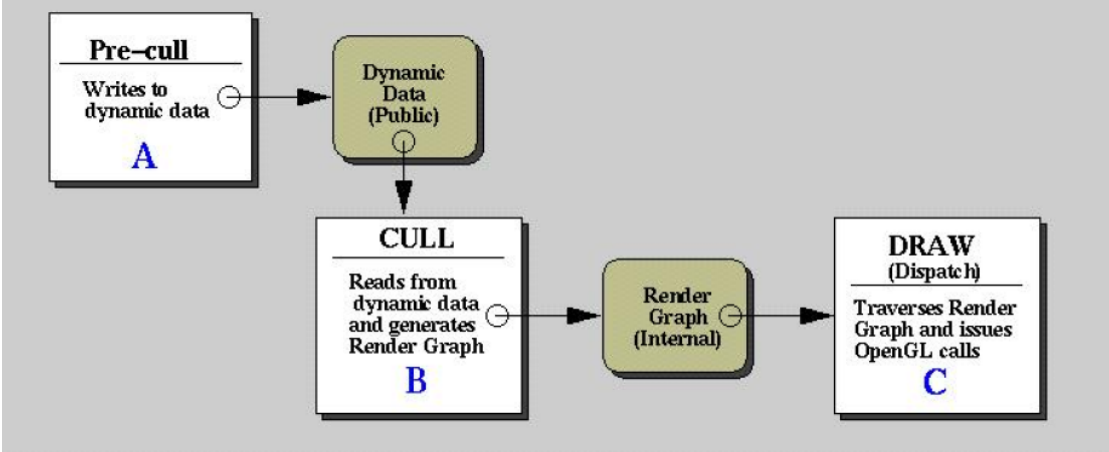 Pre-cull
Writes to
dynamic data
A
Dynamic
Data
(Public)
CULL
Reads from
dynamic data
and generates
Render Graph
B
Render
Graph
(Internal)
DRAW
(Dispatch)
Traverses Render
Graph and issues
OpenGL calls
C